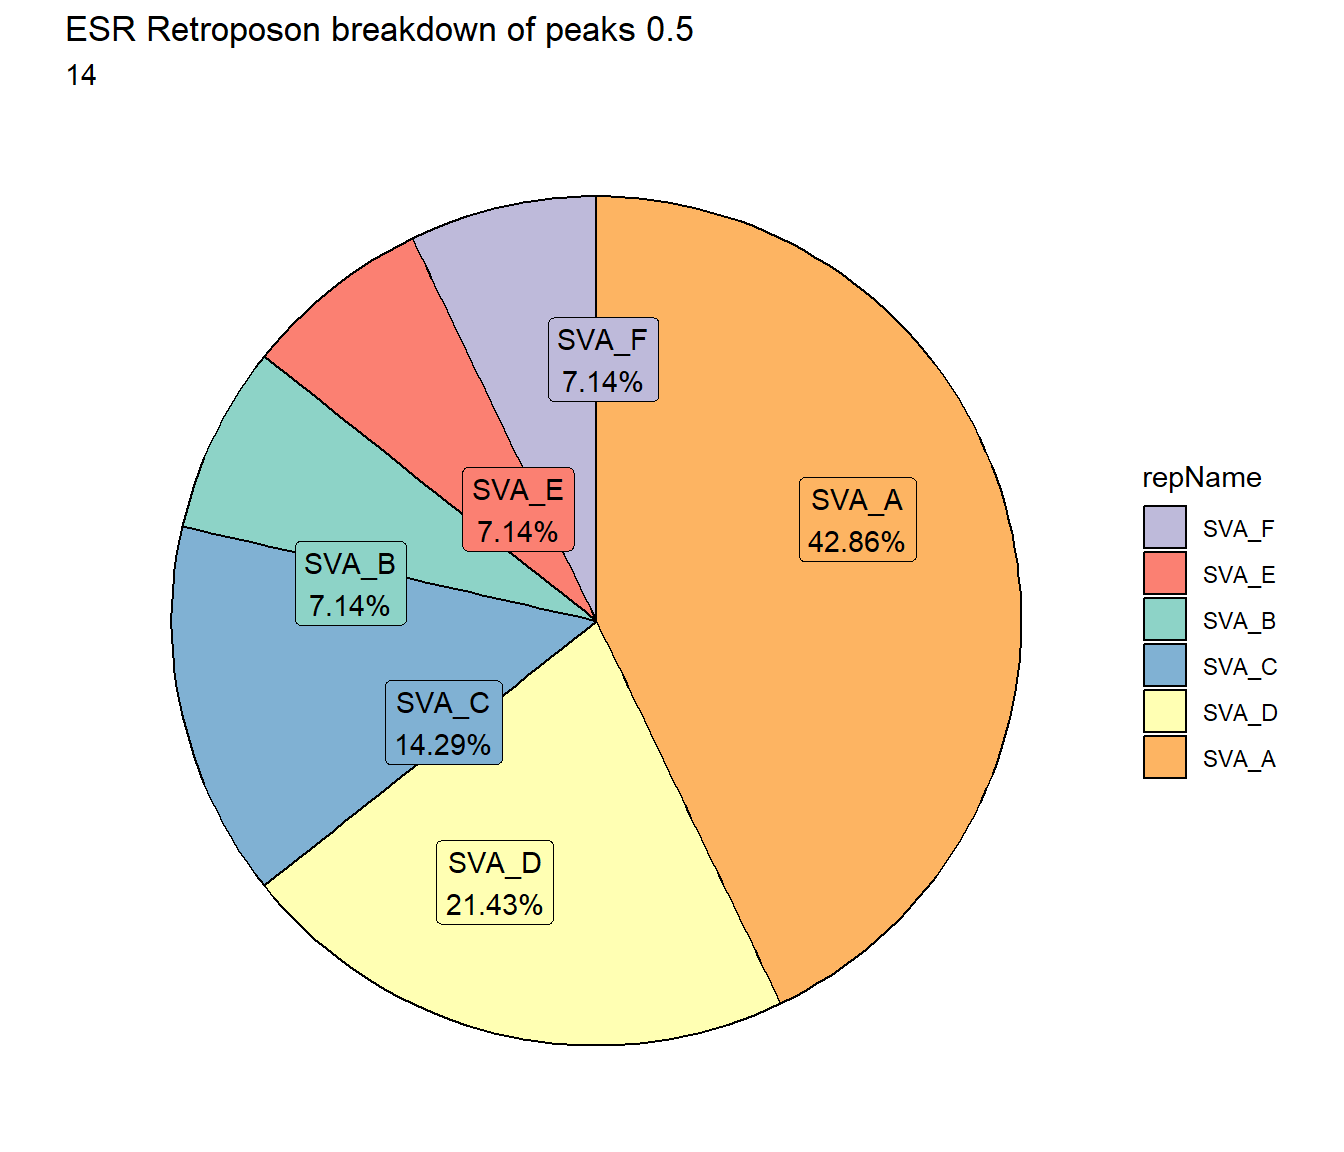 ESR Retroposon breakdown of peaks 0.5
14
SVA_F
7.14%
SVA_E
7.14%
SVA_A
42.86%
SVA_B
7.14%
SVA_C
14.29%
SVA_D
21.43%
repName
SVA_F
SVA_E
SVA_B
SVA_C
SVA_D
SVA_A